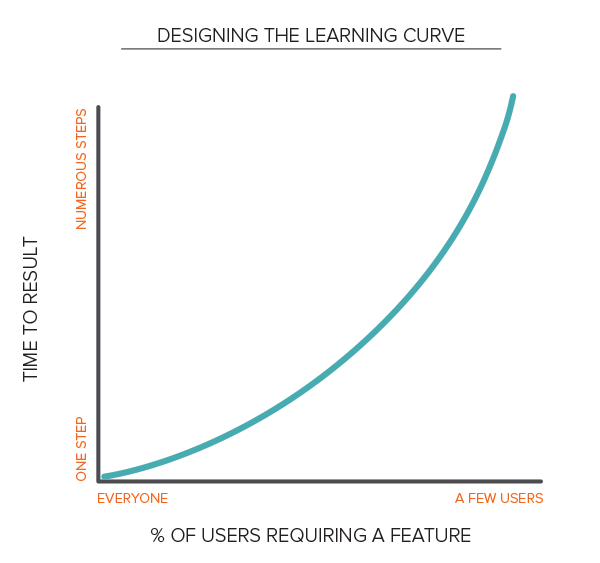 DESIGNING THE LEARNING CURVE
NUMEROUS STEPS
TIME TO RESULT
ONE STEP
EVERYONE
A FEW USERS
% OF USERS REQUIRING A FEATURE